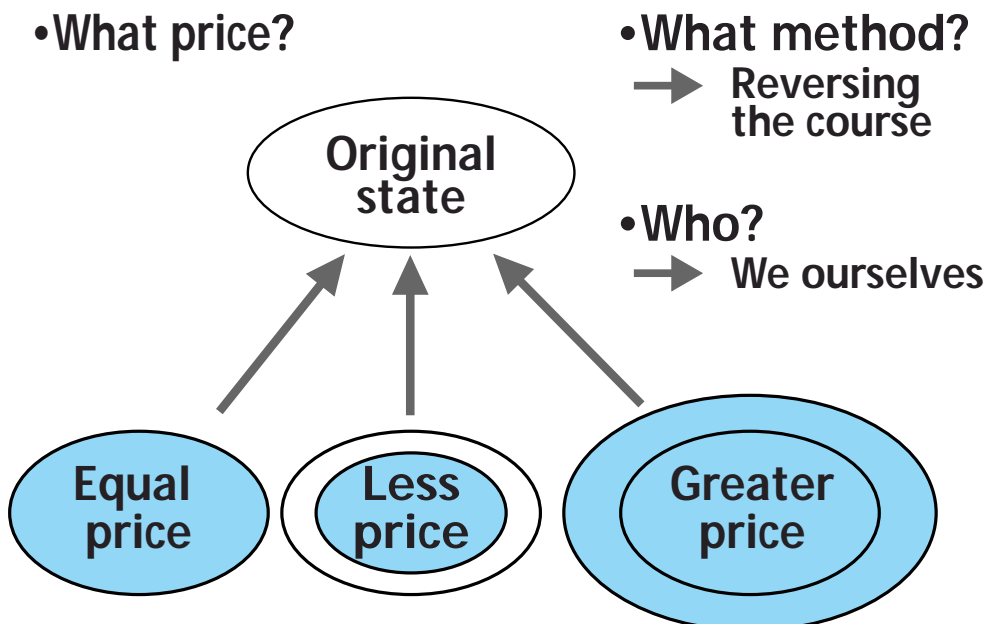 •What price?
Original
state
Equal
price
Less
price
Greater
price
•What method?
Reversing
the course
•Who?
We ourselves